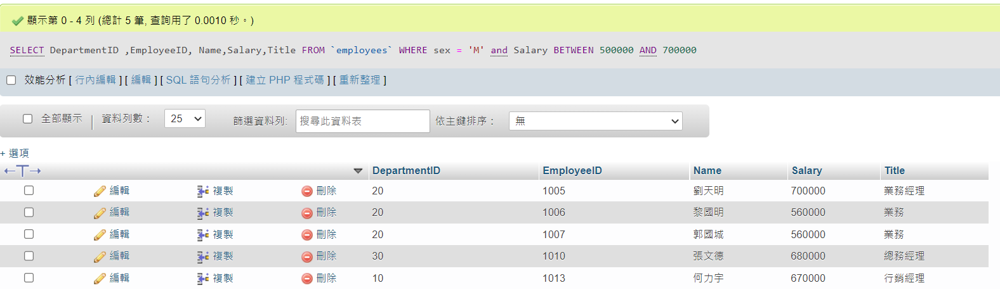 顯示第 0 - 4 列 (總計 5 筆, 查詢用了 0.0010 秒。)
SELECT DepartmentID ,EmployeeID, Name,Salary,Title FROM `employees` WHERE sex = 'M' and Salary BETWEEN 500000 AND 700000
效能分析 [ 行內編輯 ] [ 編輯 ] [ SQL 語句分析 ] [ 建立 PHP 程式碼 ] [ 重新整理 ]
全部顯示 | 資料列數： 25 篩選資料列: 搜尋此資料表 依主鍵排序： 無
+ 選項
←T→ DepartmentID EmployeeID Name Salary Title
編輯 複製 刪除 20 1005 劉天明 700000 業務經理
編輯 複製 刪除 20 1006 黎國明 560000 業務
編輯 複製 刪除 20 1007 郭國城 560000 業務
編輯 複製 刪除 30 1010 張文德 680000 總務經理
編輯 複製 刪除 10 1013 何力宇 670000 行銷經理